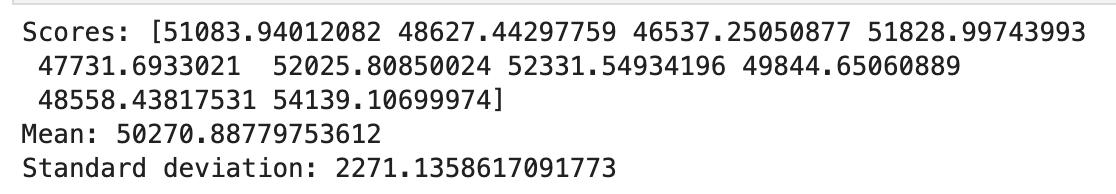 Scores: [51083.94012082 48627.44297759 46537.25050877 51828.99743993
 47731.6933021  52025.80850024 52331.54934196 49844.65060889
 48558.43817531 54139.10699974]
Mean: 50270.88779753612
Standard deviation: 2271.1358617091773